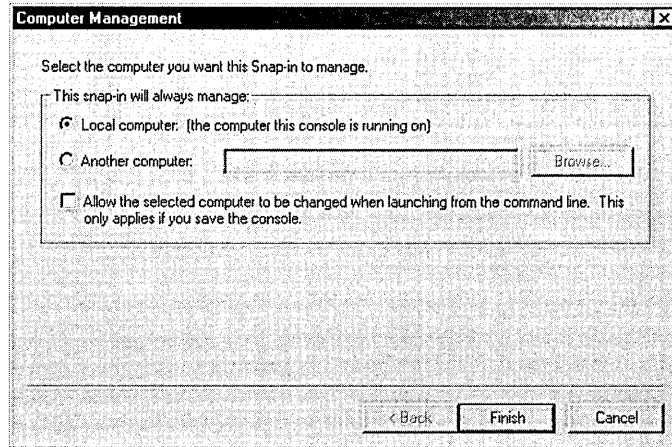 Computer Management
Select the computer you want this Snap-in to manage.
This snap-in will always manage:
Local computer: (the computer this console is running on)
Another computer:
Browse...
Allow the selected computer to be changed when launching from the command line. This
only applies if you save the console.
< Back
Finish
Cancel